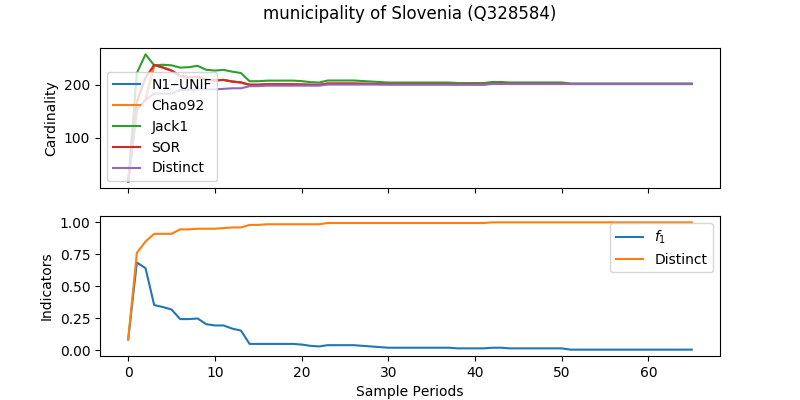 municipality of Slovenia (Q328584)
Cardinality
200
100
N1−UNIF
Chao92
Jack1
SOR
Distinct
Indicators
1.00
0.75
0.50
0.25
0.00
f1
Distinct
0 10 20 30 40 50 60
Sample Periods